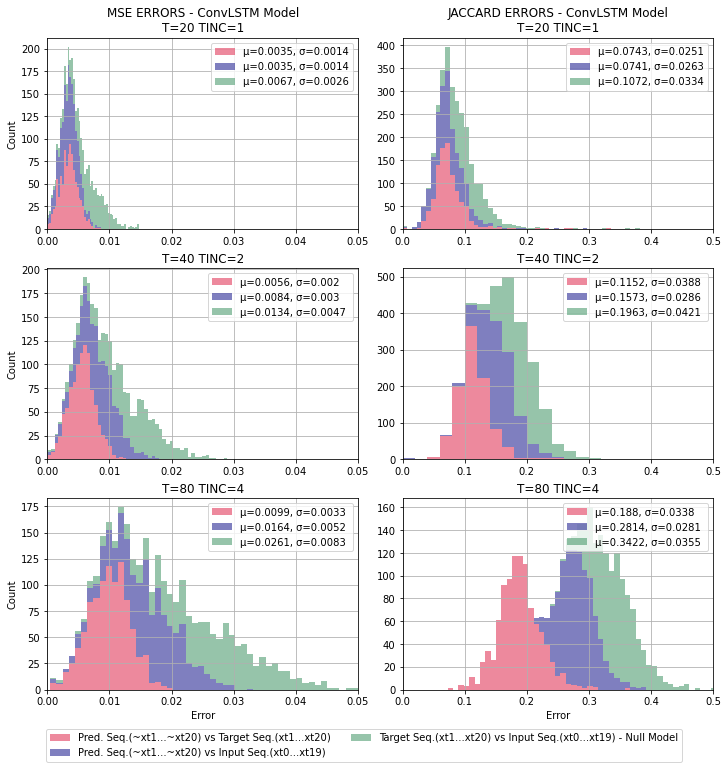 MSE ERRORS - ConvLSTM Model
T=20 TINC=1
JACCARD ERRORS - ConvLSTM Model
T=20 TINC=1
μ=0.0035, σ=0.0014
μ=0.0035, σ=0.0014
μ=0.0067, σ=0.0026
Count
200
175
150
125
100
75
50
25
0
0.00 0.01 0.02 0.03 0.04 0.05
μ=0.0743, σ=0.0251
μ=0.0741, σ=0.0263
μ=0.1072, σ=0.0334
400
350
300
250
200
150
100
50
0
0.0 0.1 0.2 0.3 0.4 0.5
T=40 TINC=2
μ=0.0056, σ=0.002
μ=0.0084, σ=0.003
μ=0.0134, σ=0.0047
Count
200
175
150
125
100
75
50
25
0
0.00 0.01 0.02 0.03 0.04 0.05
T=40 TINC=2
μ=0.1152, σ=0.0388
μ=0.1573, σ=0.0286
μ=0.1963, σ=0.0421
500
400
300
200
100
0
0.0 0.1 0.2 0.3 0.4 0.5
T=80 TINC=4
μ=0.0099, σ=0.0033
μ=0.0164, σ=0.0052
μ=0.0261, σ=0.0083
Count
175
150
125
100
75
50
25
0
0.00 0.01 0.02 0.03 0.04 0.05
Error
T=80 TINC=4
μ=0.188, σ=0.0338
μ=0.2814, σ=0.0281
μ=0.3422, σ=0.0355
160
140
120
100
80
60
40
20
0
0.0 0.1 0.2 0.3 0.4 0.5
Error
Pred. Seq.(~xt1...~xt20) vs Target Seq.(xt1...xt20)
Pred. Seq.(~xt1...~xt20) vs Input Seq.(xt0...xt19)
Target Seq.(xt1...xt20) vs Input Seq.(xt0...xt19) - Null Model